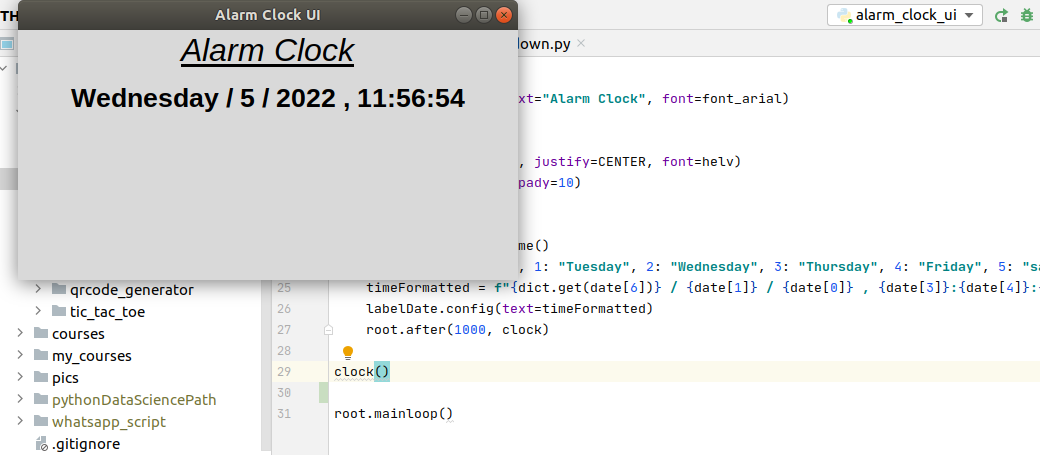 TH
Alarm Clock UI
alarm_clock_ui
Alarm Clock
down.py
Wednesday / 5 / 2022 , 11:56:54
xt="Alarm Clock", font=font_arial)
, justify=CENTER, font=helv)
pady=10)
me()
, 1: "Tuesday", 2: "Wednesday", 3: "Thursday", 4: "Friday", 5: "sa
qrcode_generator
25 timeFormatted = f"{dict.get(date[6])} / {date[1]} / {date[0]} , {date[3]}:{date[4]}:
tic_tac_toe
26 labelDate.config(text=timeFormatted)
courses
27 root.after(1000, clock)
my_courses
28
pics
29 clock()
pythonDataSciencePath
30
whatsapp_script
31 root.mainloop()
.gitignore